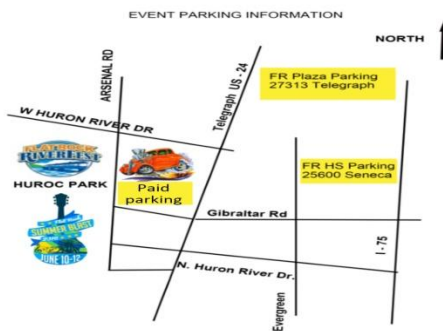 EVENT PARKING INFORMATION
NORTH
ARSENAL RD
Telegraph US - 24
FR Plaza Parking
27313 Telegraph
W HURON RIVER DR
FLAT ROCK
RIVERFEST
HUROC PARK
Paid
parking
FR HS Parking
25600 Seneca
Gibraltar Rd
SUMMER BLAST
JUNE 10-12
N. Huron River Dr.
I - 75
Evergreen